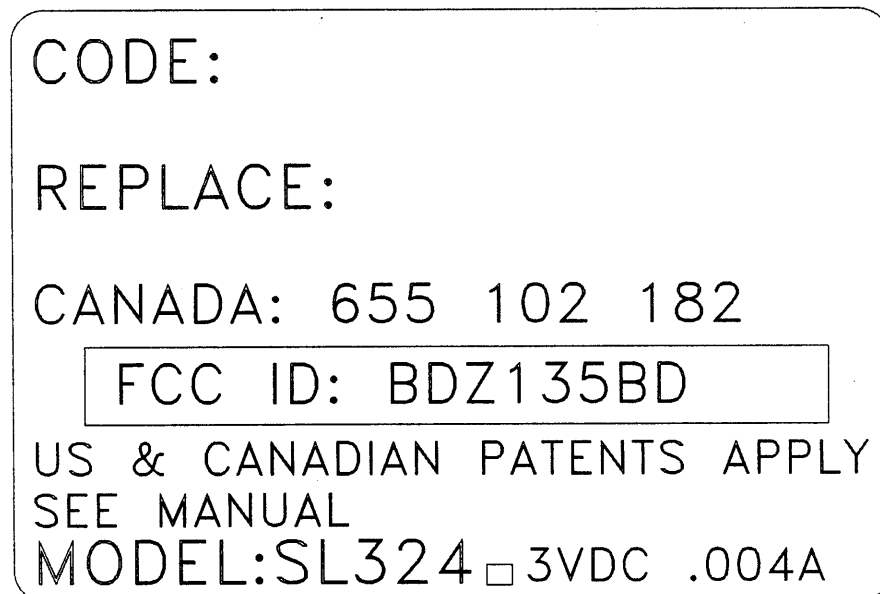 CODE:
REPLACE:
CANADA: 655 102 182
FCC ID: BDZ135BD
US & CANADIAN PATENTS APPLY
SEE MANUAL
MODEL:SL324□3VDC .004A